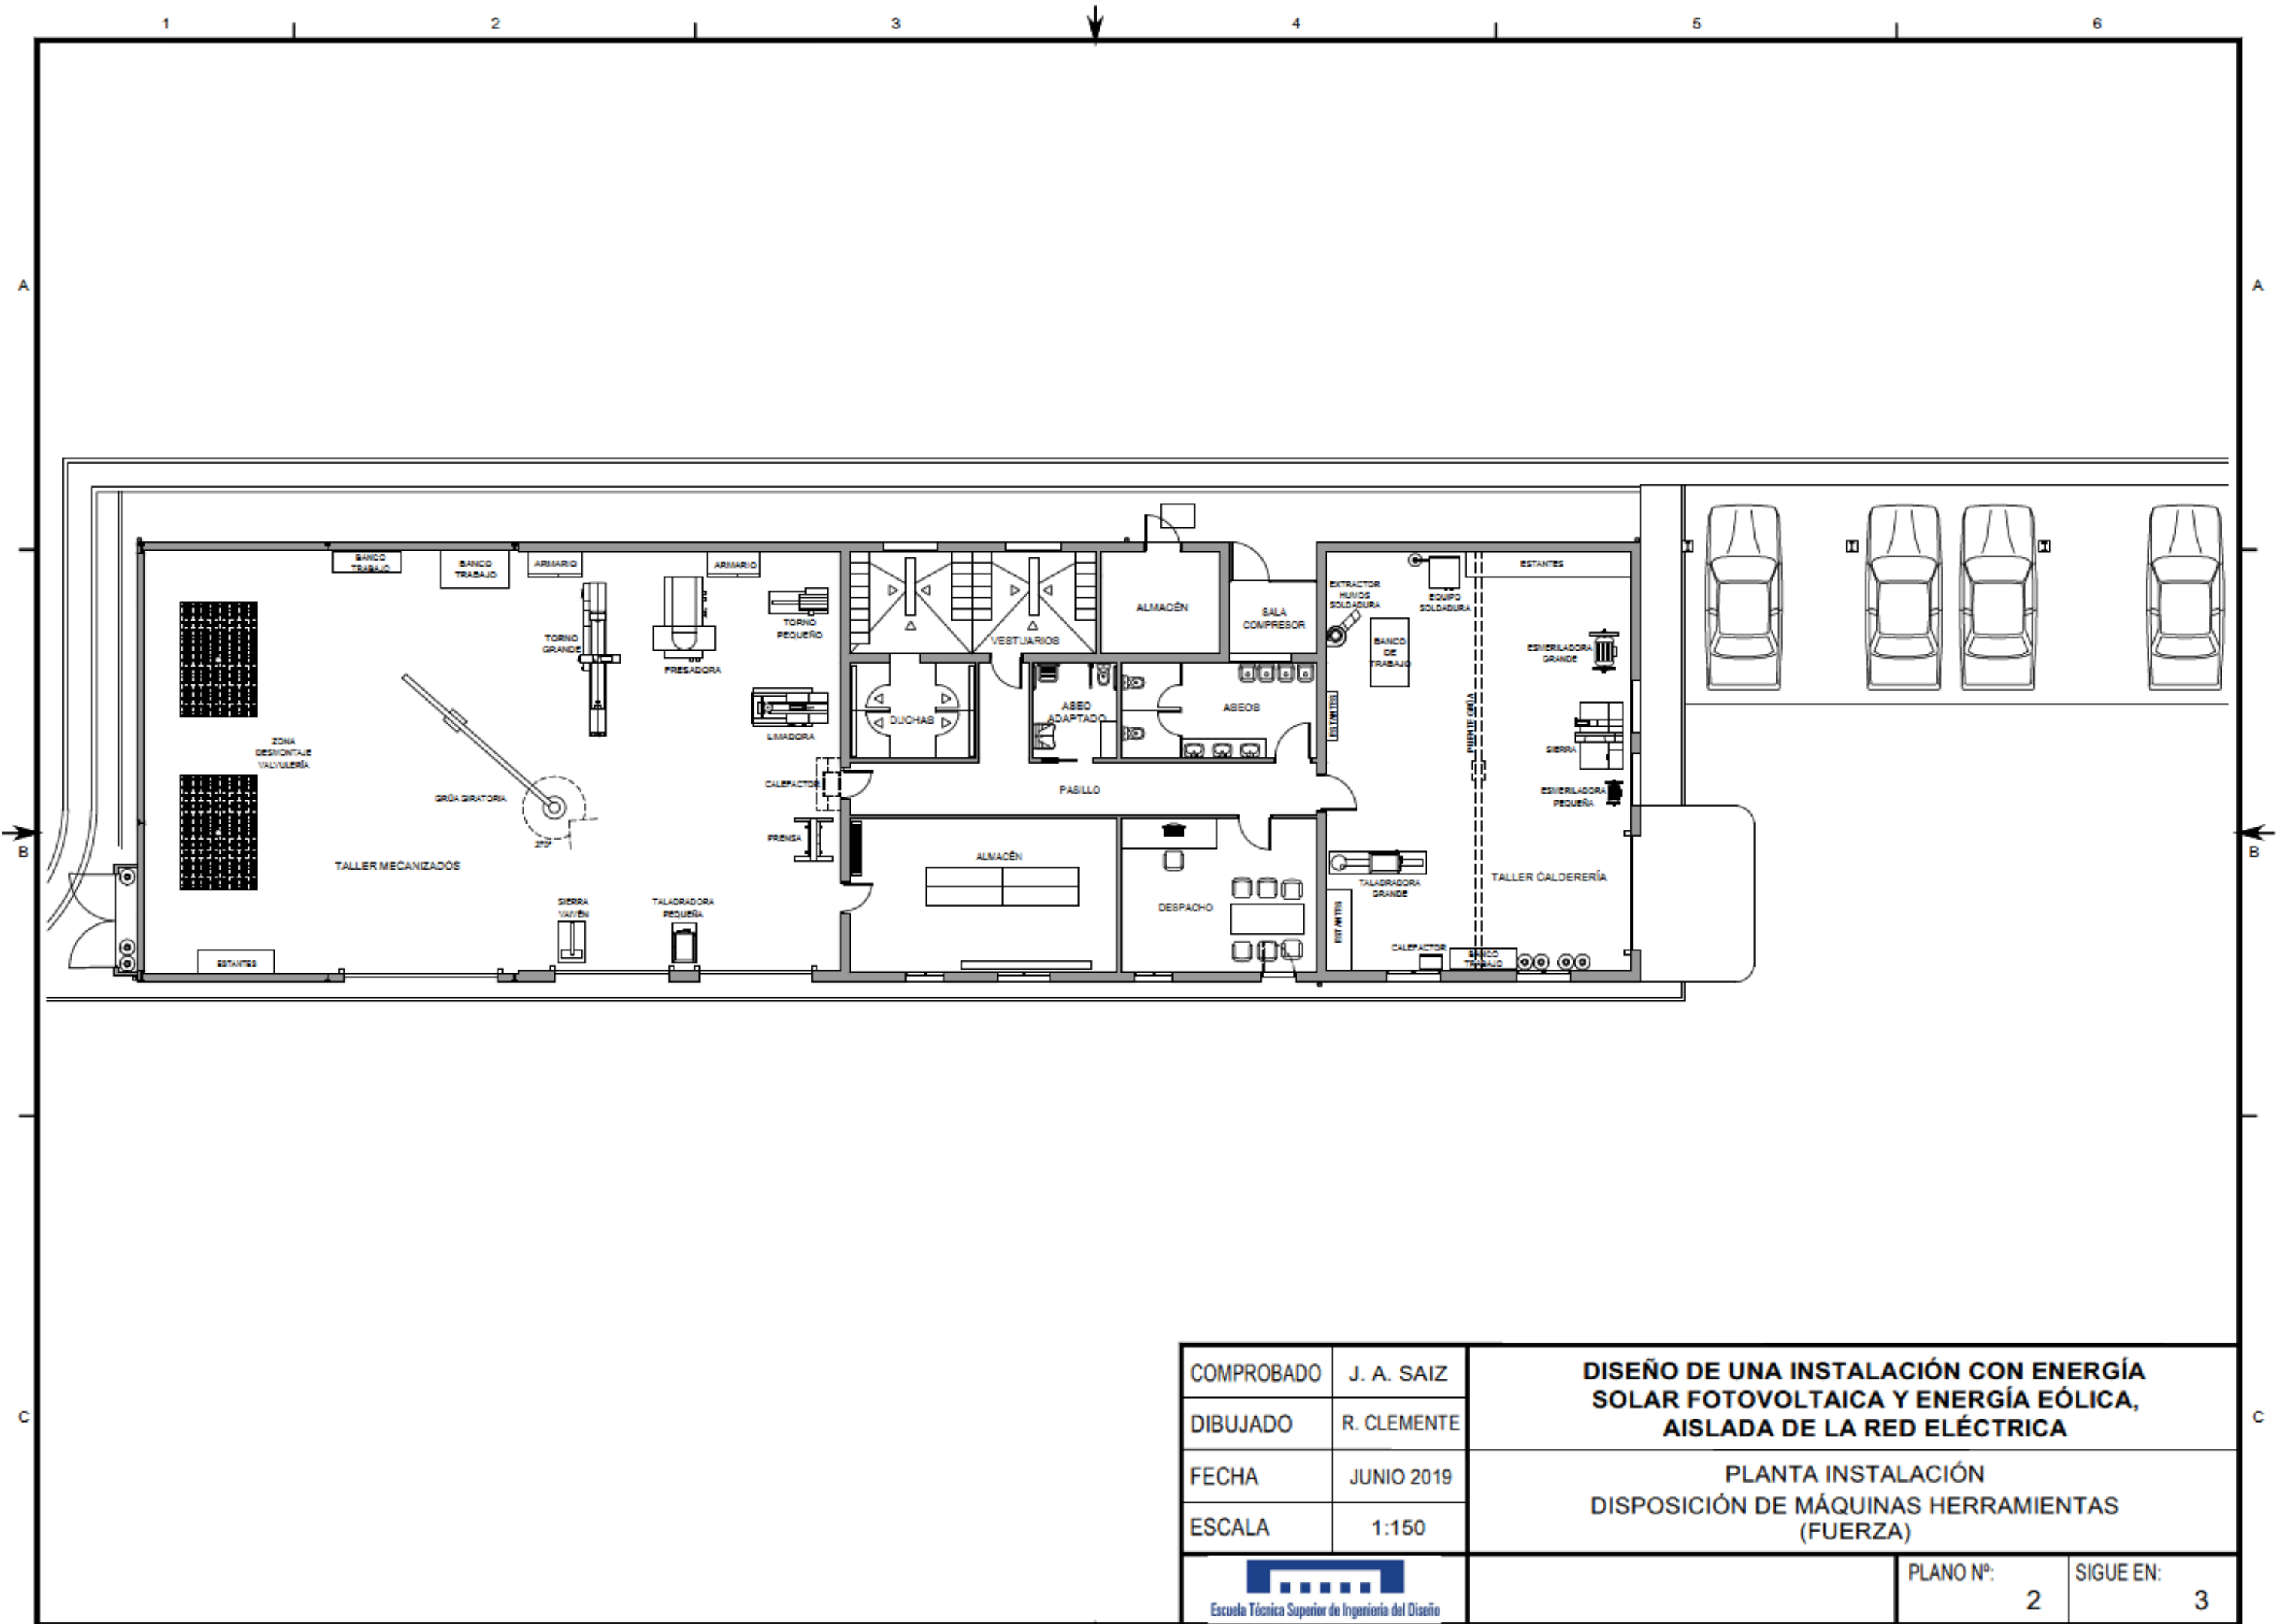 1 2 3 4 5 6
A A
BANCO
TRABAJO
BANCO
TRABAJO
ARMARIO
ARMARIO
TORNO
GRANDE
FRESADORA
TORNO
PEQUEÑO
LIMADORA
ZONA
DESMONTAJE
VALVULERÍA
GRÚA GIRATORIA
270º
CALEFACTOR
PRENSA
TALLER MECANIZADOS
SIERRA
VAIVÉN
TALADRADORA
PEQUEÑA
ESTANTES
VESTUARIOS
DUCHAS
ASEO
ADAPTADO
ASEOS
ALMACÉN
SALA
COMPRESOR
PASILLO
ALMACÉN
DESPACHO
EXTRACTOR
HUMOS
SOLDADURA
EQUIPO
SOLDADURA
ESTANTES
BANCO
DE
TRABAJO
ESTANTES
PUENTE GRÚA
ESMERILADORA
GRANDE
SIERRA
ESMERILADORA
PEQUEÑA
TALADRADORA
GRANDE
TALLER CALDERERÍA
ESTANTES
CALEFACTOR
BANCO
TRABAJO
B B
C C
COMPROBADO J. A. SAIZ
DIBUJADO R. CLEMENTE
FECHA JUNIO 2019
ESCALA 1:150
DISEÑO DE UNA INSTALACIÓN CON ENERGÍA
SOLAR FOTOVOLTAICA Y ENERGÍA EÓLICA,
AISLADA DE LA RED ELÉCTRICA
PLANTA INSTALACIÓN
DISPOSICIÓN DE MÁQUINAS HERRAMIENTAS
(FUERZA)
Escuela Técnica Superior de Ingeniería del Diseño
PLANO Nº:
2
SIGUE EN:
3